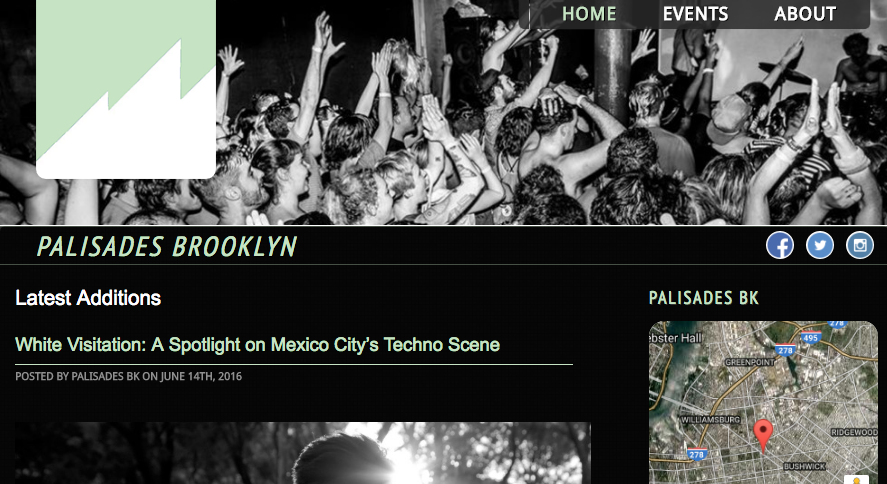 HOME EVENTS ABOUT
PALISADES BROOKLYN
Latest Additions
White Visitation: A Spotlight on Mexico City's Techno Scene
POSTED BY PALISADES BK ON JUNE 14TH, 2016
PALISADES BK
278
ebster Hall
495
278
GREENPOINT
WILLIAMSBURG
RIDGEWOOD
278
BUSHWICK